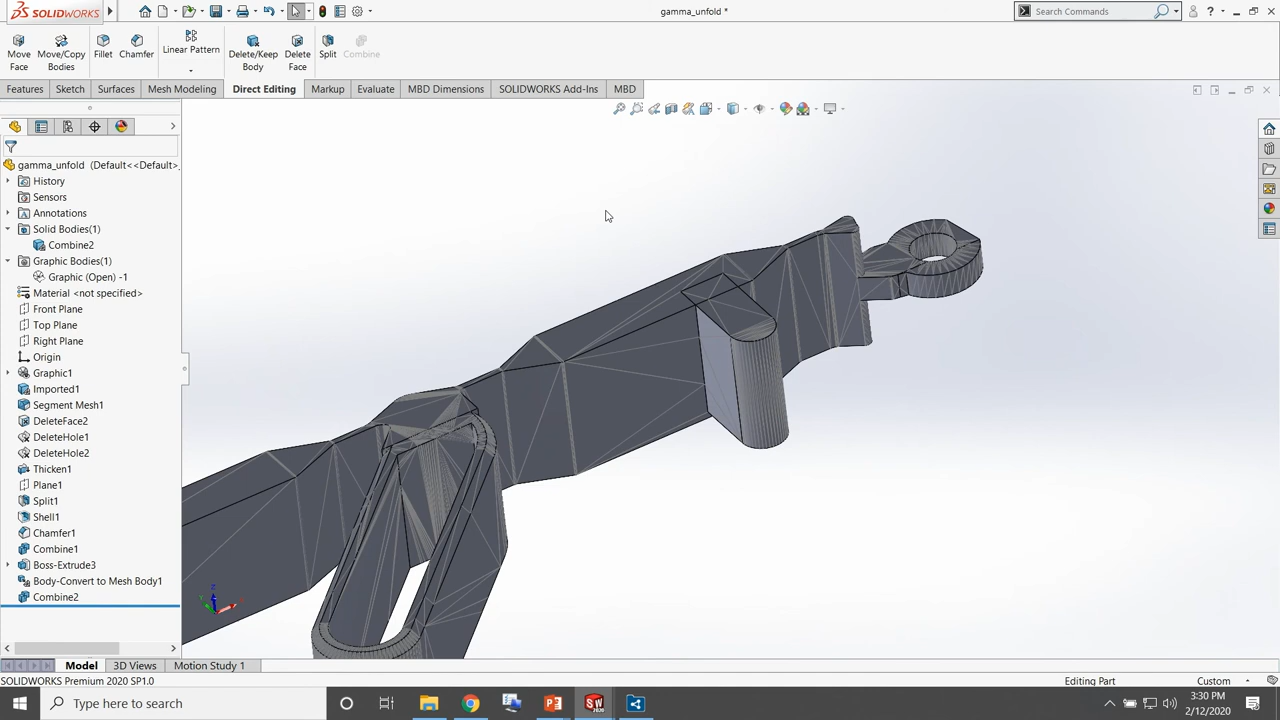 SOLIDWORKS
gamma_unfold *
Search Commands
Move Face
Move/Copy Bodies
Fillet
Chamfer
Linear Pattern
Delete/Keep Body
Delete Face
Split
Combine
Features
Sketch
Surfaces
Mesh Modeling
Direct Editing
Markup
Evaluate
MBD Dimensions
SOLIDWORKS Add-Ins
MBD
gamma_unfold (Default<<Default>_
History
Sensors
Annotations
Solid Bodies(1)
Combine2
Graphic Bodies(1)
Graphic (Open) -1
Material <not specified>
Front Plane
Top Plane
Right Plane
Origin
Graphic1
Imported1
Segment Mesh1
DeleteFace2
DeleteHole1
DeleteHole2
Thicken1
Plane1
Split1
Shell1
Chamfer1
Combine1
Boss-Extrude3
Body-Convert to Mesh Body1
Combine2
Model
3D Views
Motion Study 1
SOLIDWORKS Premium 2020 SP1.0
Editing Part
Custom
Type here to search
3:30 PM
2/12/2020